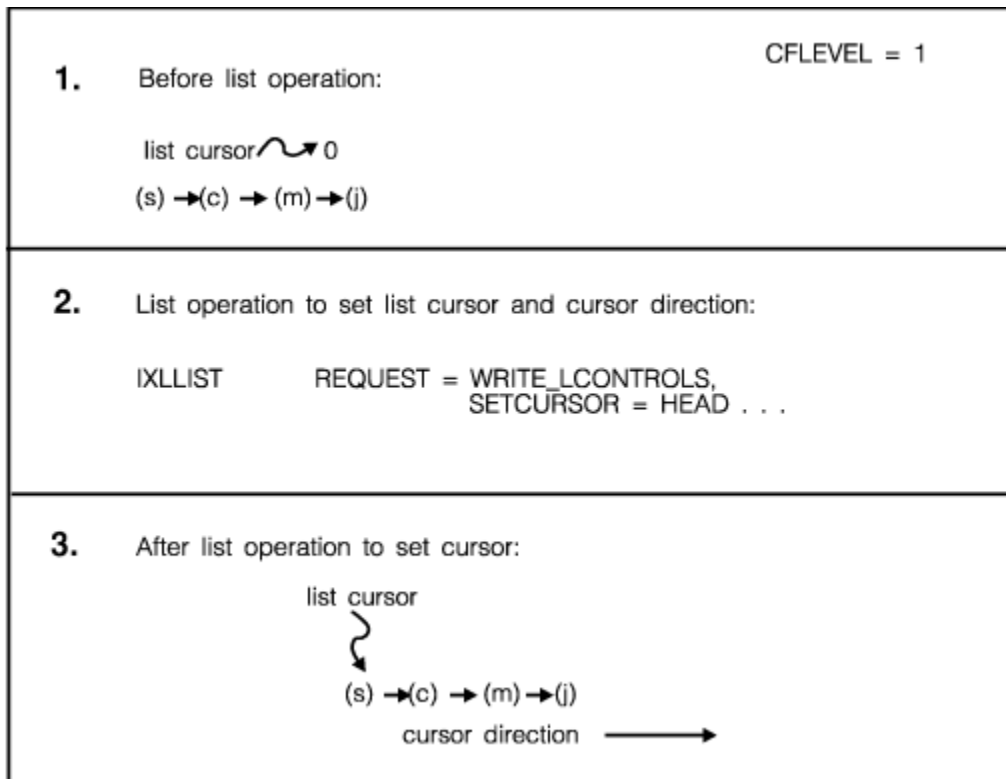 CFLEVEL = 1
1. Before list operation:
list cursor 0
(s) (c) (m) (j)
2. List operation to set list cursor and cursor direction:
IXLLIST REQUEST = WRITE_LCONTROLS,
SETCURSOR = HEAD . . .
3. After list operation to set cursor:
list cursor
(s) (c) (m) (j)
cursor direction